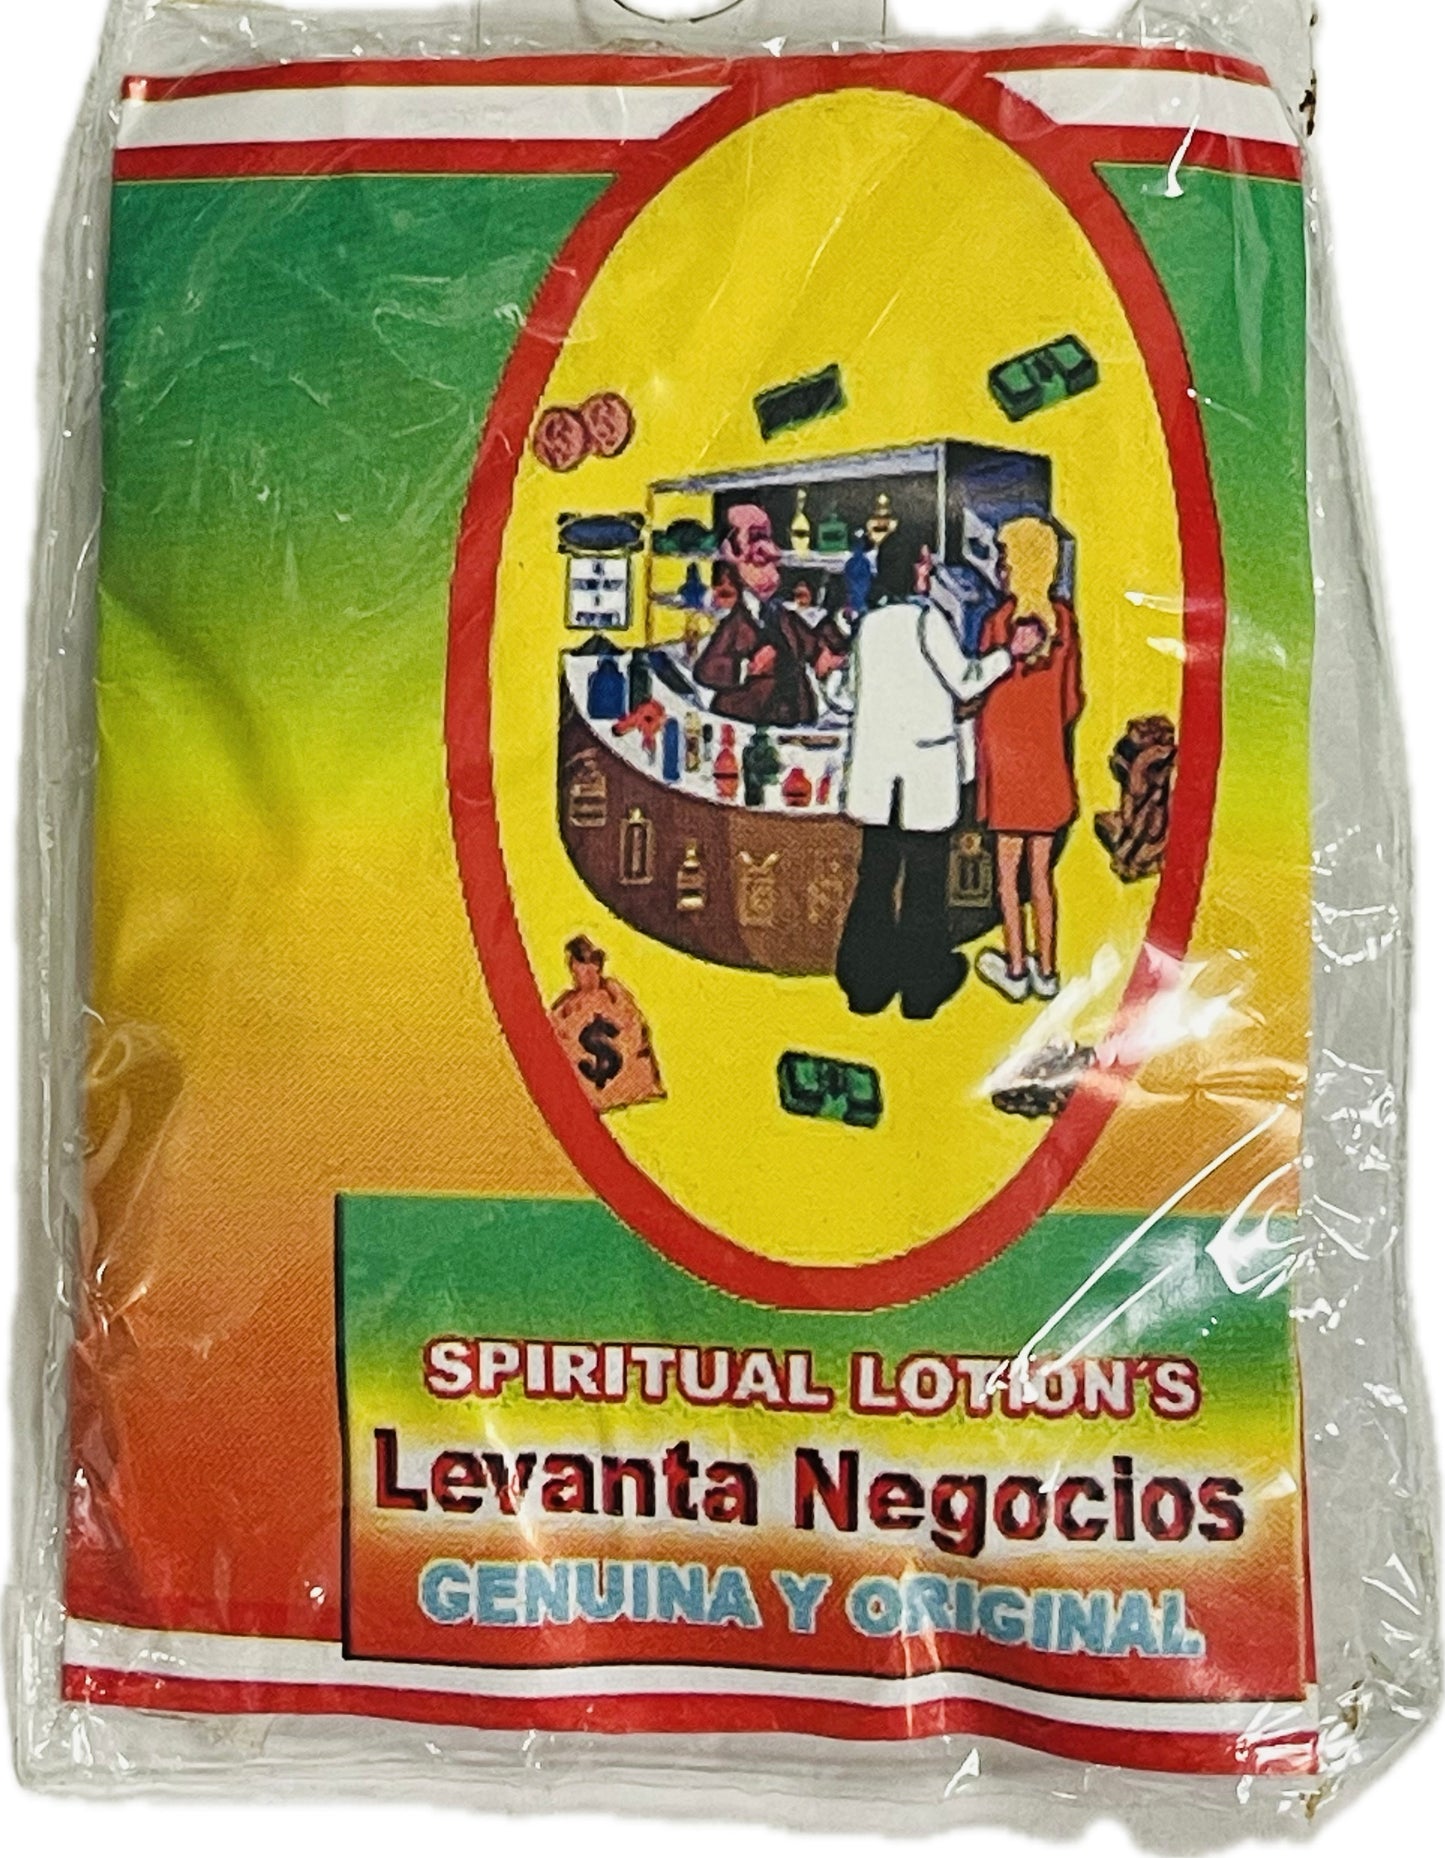 $
SPIRITUAL LOTION´S
Levanta Negocios
GENUINA Y ORIGINAL